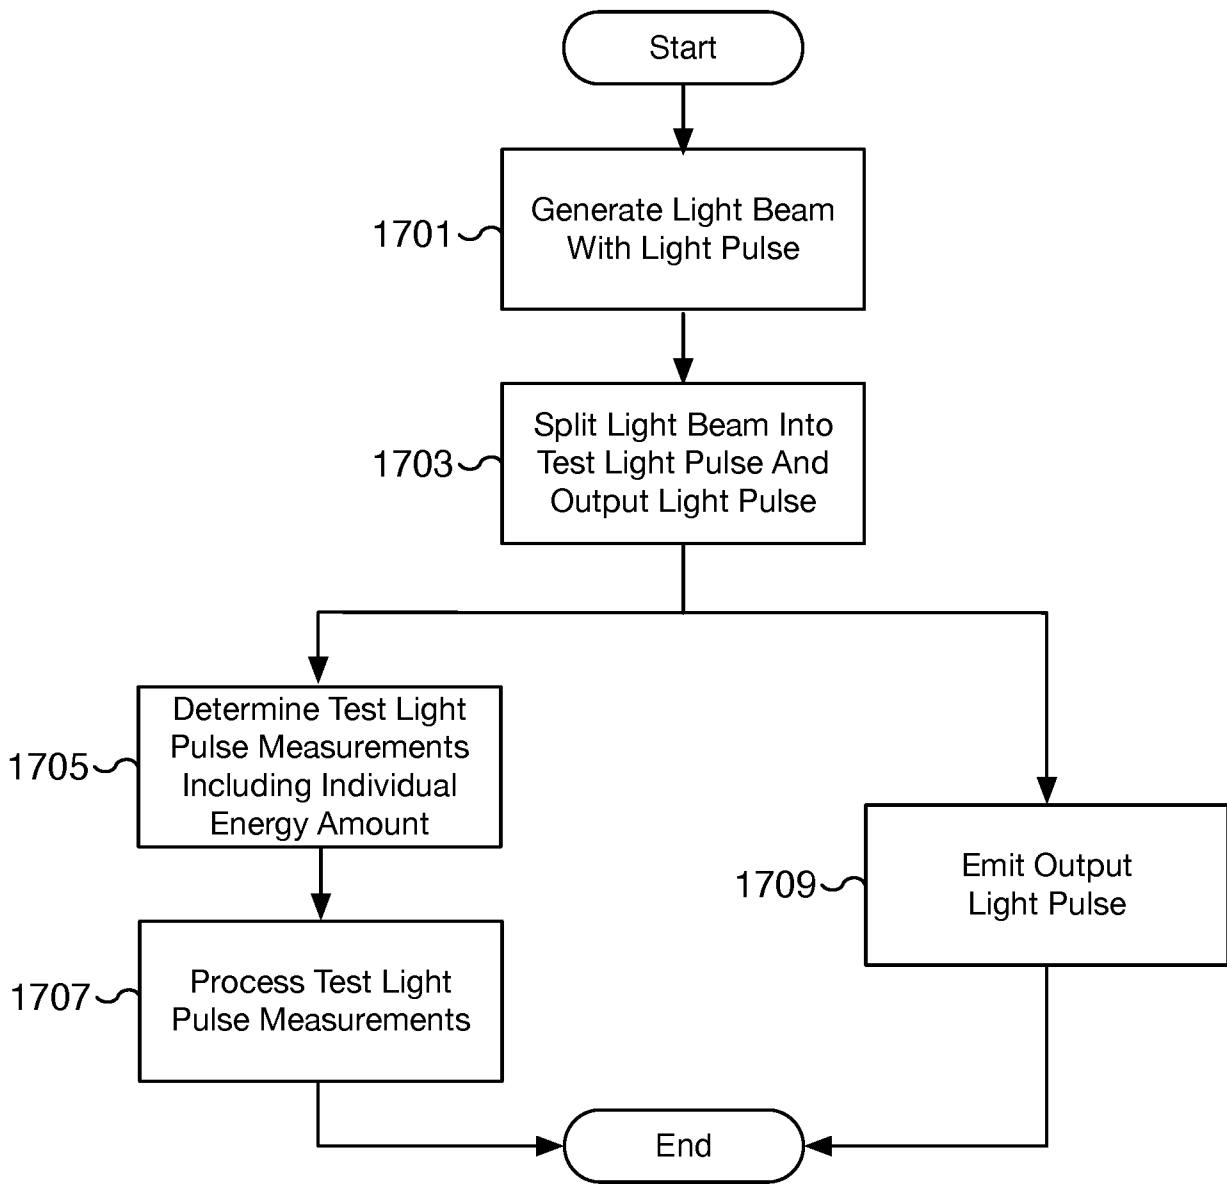 Start
1701
Generate Light Beam
With Light Pulse
1703
Split Light Beam Into
Test Light Pulse And
Output Light Pulse
1705
Determine Test Light
Pulse Measurements
Including Individual
Energy Amount
1707
Process Test Light
Pulse Measurements
1709
Emit Output
Light Pulse
End